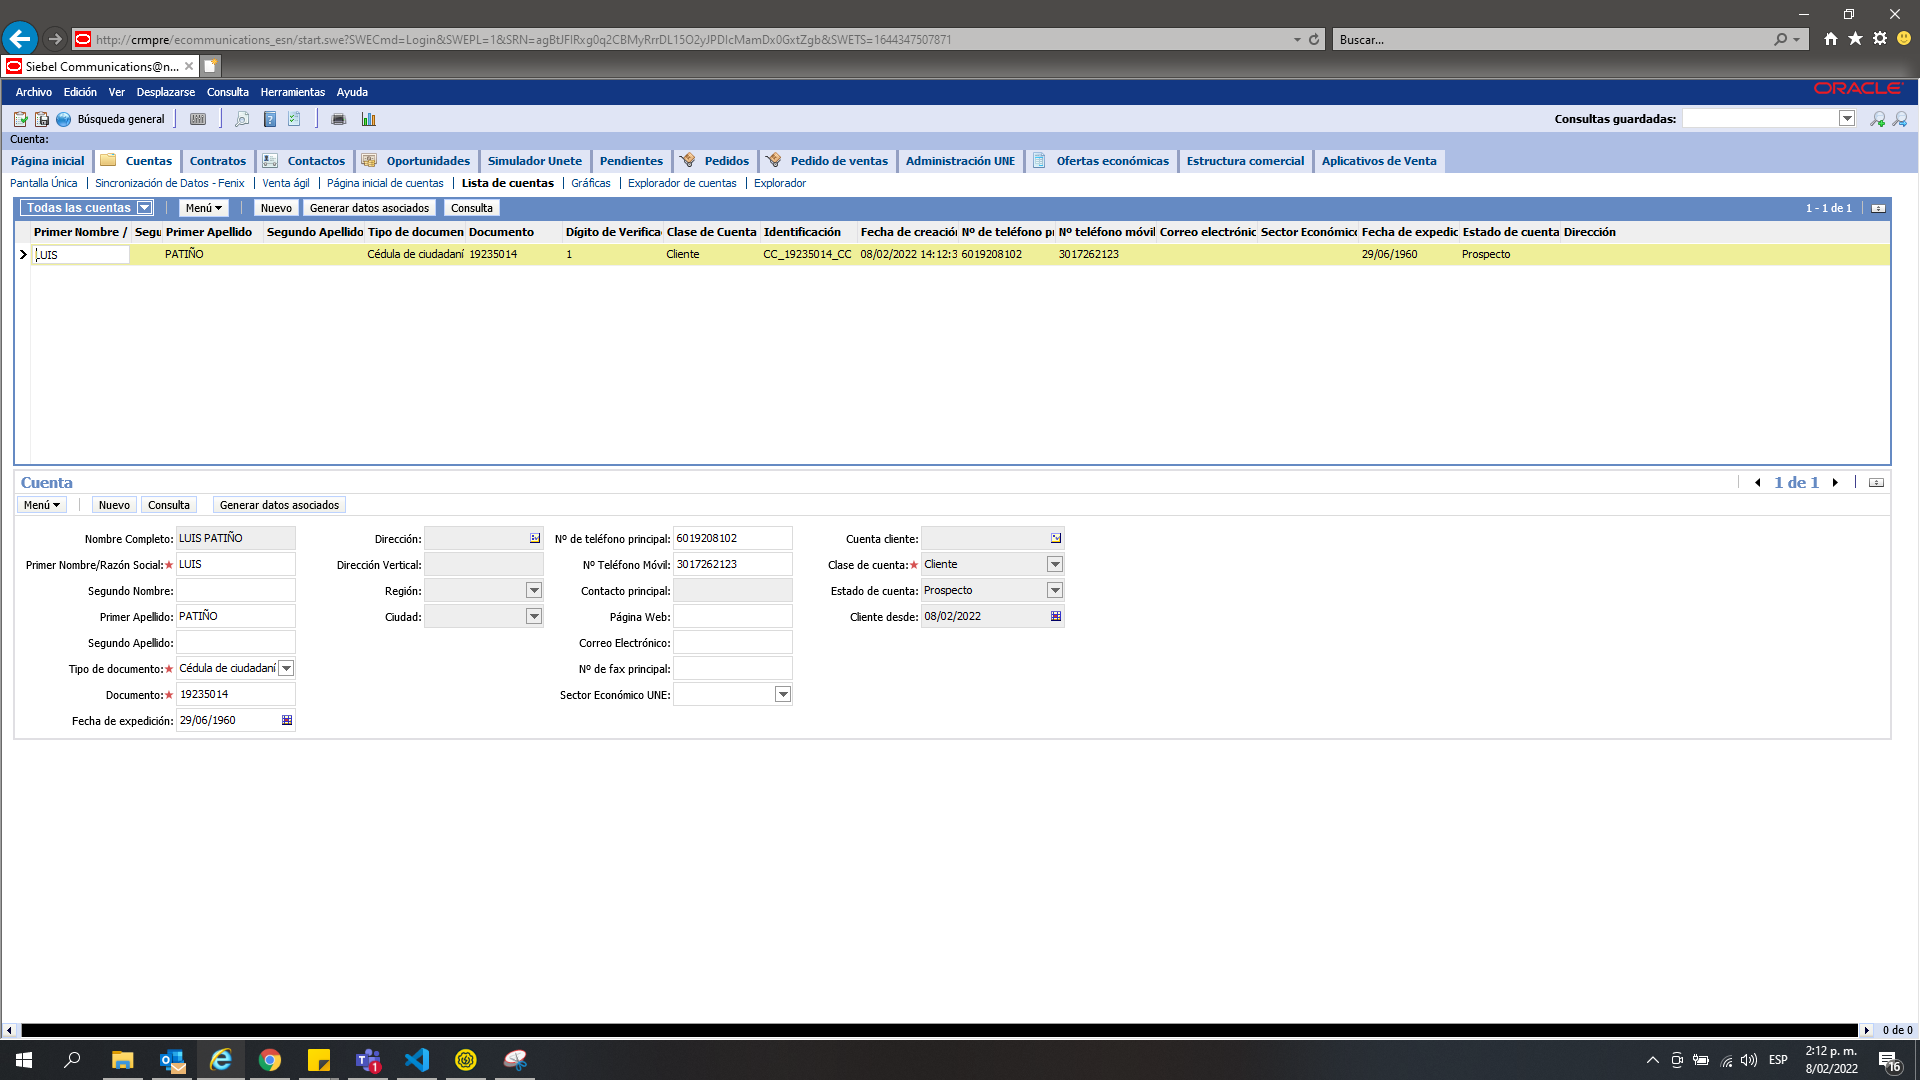 http://crmpre/ecommunications_esn/start.swe?SWECmd=Login&SWEPL=1&SRN=agBtJFlRxg0q2CBMyRrrDL15O2yJPDIcMamDx0GxtZgb&SWETS=1644347507871
Buscar...
Siebel Communications@n...
Archivo Edición Ver Desplazarse Consulta Herramientas Ayuda
ORACLE
Búsqueda general
Consultas guardadas:
Cuenta:
Página inicial Cuentas Contratos Contactos Oportunidades Simulador Unete Pendientes Pedidos Pedido de ventas Administración UNE Ofertas económicas Estructura comercial Aplicativos de Venta
Pantalla Única Sincronización de Datos - Fenix Venta ágil Página inicial de cuentas Lista de cuentas Gráficas Explorador de cuentas Explorador
Todas las cuentas Menú Nuevo Generar datos asociados Consulta 1 - 1 de 1
Primer Nombre / Segu Primer Apellido Segundo Apellido Tipo de documen Documento Dígito de Verifica Clase de Cuenta Identificación Fecha de creación Nº de teléfono pr Nº teléfono móvil Correo electrónic Sector Económico Fecha de expedic Estado de cuenta Dirección
LUIS PATIÑO Cédula de ciudadaní 19235014 1 Cliente CC_19235014_CC 08/02/2022 14:12:3 6019208102 3017262123 29/06/1960 Prospecto
Cuenta
1 de 1
Menú Nuevo Consulta Generar datos asociados
Nombre Completo: LUIS PATIÑO Dirección: Nº de teléfono principal: 6019208102 Cuenta cliente:
Primer Nombre/Razón Social:★ LUIS Dirección Vertical: Nº Teléfono Móvil: 3017262123 Clase de cuenta:★ Cliente
Segundo Nombre: Región: Contacto principal: Estado de cuenta: Prospecto
Primer Apellido: PATIÑO Ciudad: Página Web: Cliente desde: 08/02/2022
Segundo Apellido: Correo Electrónico:
Tipo de documento:★ Cédula de ciudadaní Nº de fax principal:
Documento:★ 19235014 Sector Económico UNE:
Fecha de expedición: 29/06/1960
0 de 0
1
ESP
2:12 p. m.
8/02/2022
16